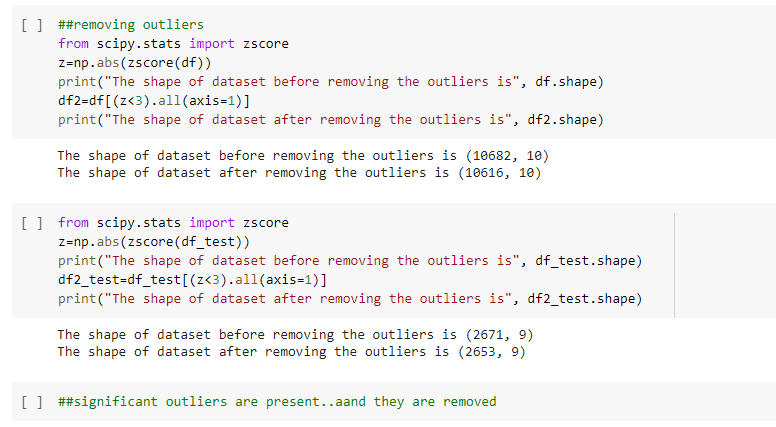 [ ] ##removing outliers
from scipy.stats import zscore
z=np.abs(zscore(df))
print("The shape of dataset before removing the outliers is", df.shape)
df2=df[(z<3).all(axis=1)]
print("The shape of dataset after removing the outliers is", df2.shape)
The shape of dataset before removing the outliers is (10682, 10)
The shape of dataset after removing the outliers is (10616, 10)
[ ] from scipy.stats import zscore
z=np.abs(zscore(df_test))
print("The shape of dataset before removing the outliers is", df_test.shape)
df2_test=df_test[(z<3).all(axis=1)]
print("The shape of dataset after removing the outliers is", df2_test.shape)
The shape of dataset before removing the outliers is (2671, 9)
The shape of dataset after removing the outliers is (2653, 9)
[ ] ##significant outliers are present..aand they are removed